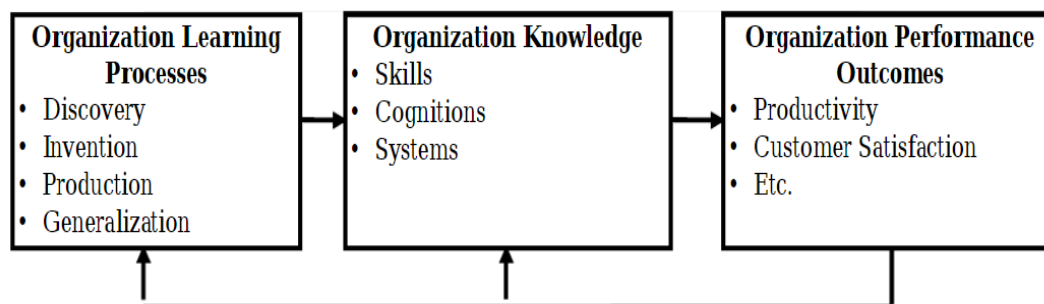 Organization Learning
Processes
• Discovery
• Invention
• Production
• Generalization
Organization Knowledge
• Skills
• Cognitions
• Systems
Organization Performance
Outcomes
• Productivity
• Customer Satisfaction
• Etc.